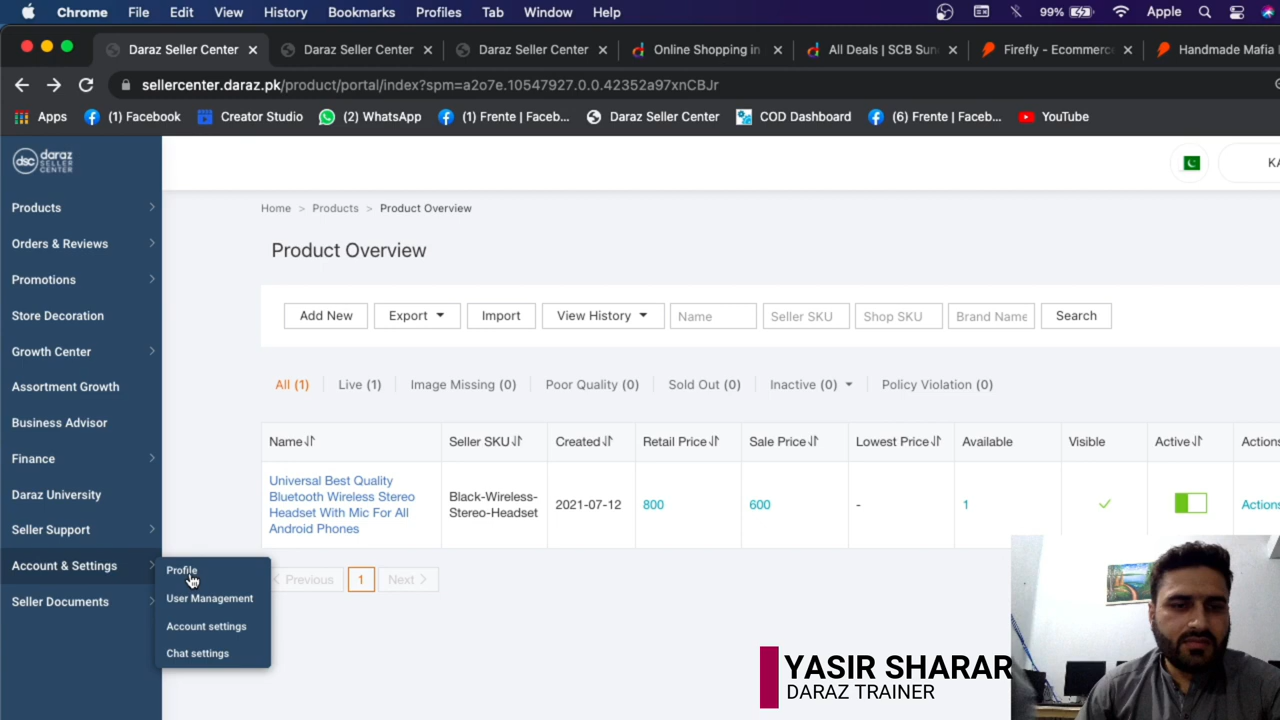 Chrome File Edit View History Bookmarks Profiles Tab Window Help 99% Apple
Daraz Seller Center Daraz Seller Center Daraz Seller Center Online Shopping in All Deals | SCB Sun Firefly - Ecommerc Handmade Mafia
sellercenter.daraz.pk/product/portal/index?spm=a2o7e.10547927.0.0.42352a97xnCBJr
Apps (1) Facebook Creator Studio (2) WhatsApp (1) Frente | Faceb... Daraz Seller Center COD Dashboard (6) Frente | Faceb... YouTube
dsc daraz
SELLER
CENTER
KA
Products
Orders & Reviews
Promotions
Store Decoration
Growth Center
Assortment Growth
Business Advisor
Finance
Daraz University
Seller Support
Account & Settings
Seller Documents
Profile
User Management
Account settings
Chat settings
Home > Products > Product Overview
Product Overview
Add New Export Import View History Name Seller SKU Shop SKU Brand Name Search
All (1) Live (1) Image Missing (0) Poor Quality (0) Sold Out (0) Inactive (0) Policy Violation (0)
Name Seller SKU Created Retail Price Sale Price Lowest Price Available Visible Active Actions
Universal Best Quality
Bluetooth Wireless Stereo
Headset With Mic For All
Android Phones
Black-Wireless-
Stereo-Headset
2021-07-12 800 600 - 1 Actions
Previous 1 Next
YASIR SHARAR
DARAZ TRAINER